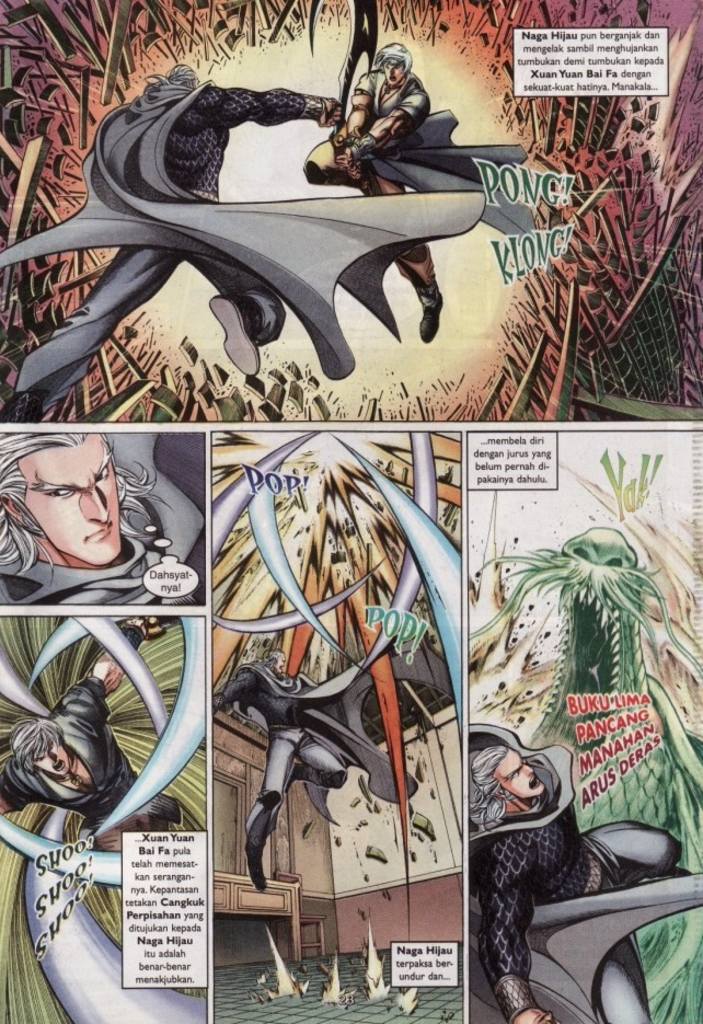 Naga Hijau pun berganjak dan
mengelak sambil menghujankan
tumbukan demi tumbukan kepada
Xuan Yuan Bai Fa dengan
sekuat-kuat hatinya. Manakala...
PONG!
KLONG!
Dahsyat-
nya!
SHOO!
SHOO!
SHOO!
...Xuan Yuan
Bai Fa pula
telah memesat-
kan serangan-
nya. Kepantasan
tetakan Cangkuk
Perpisahan yang
ditujukan kepada
Naga Hijau
itu adalah
benar-benar
menakjubkan.
POP!
POP!
Naga Hijau
terpaksa ber-
undur dan...
28
...membela diri
dengan jurus yang
belum pernah di-
pakainya dahulu.
Yah!
BUKU LIMA
PANCANG
MANAHAN
ARUS DERAS